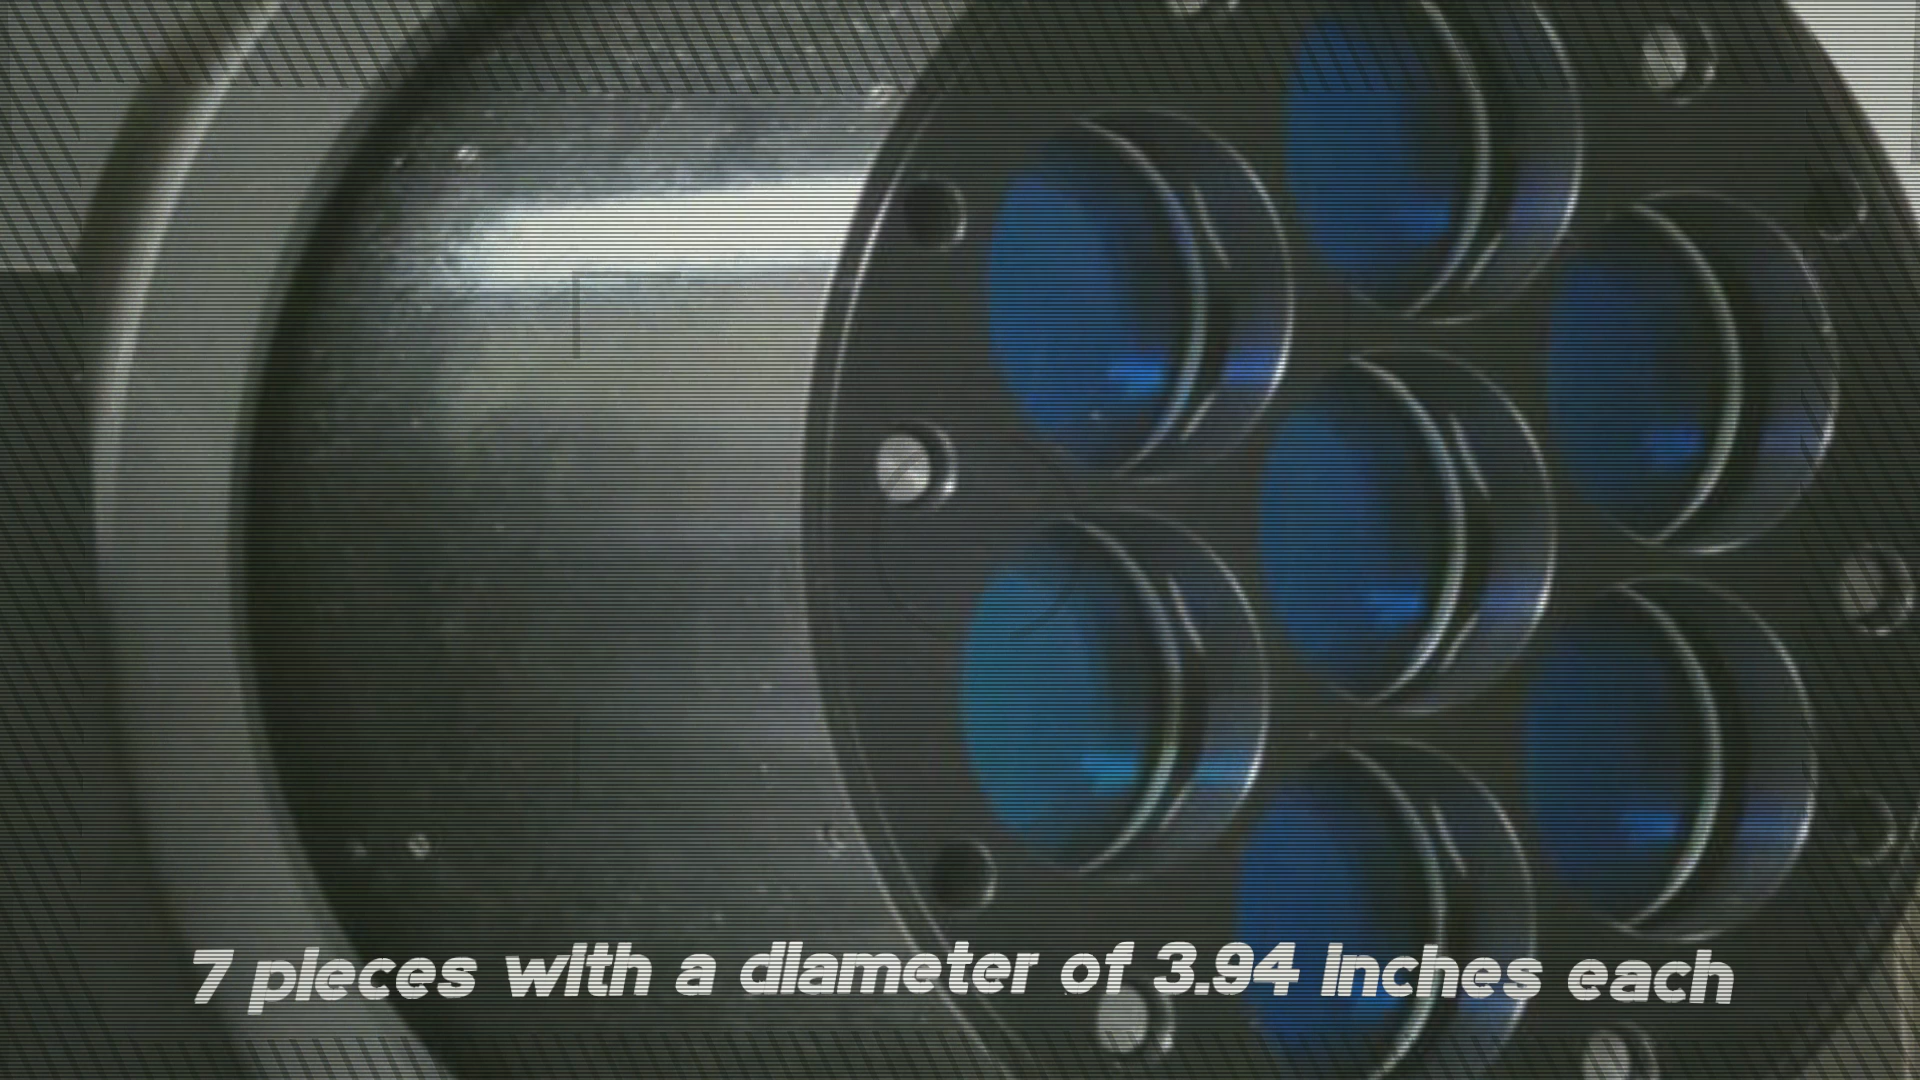 7 pieces with a diameter of 3.94 inches each